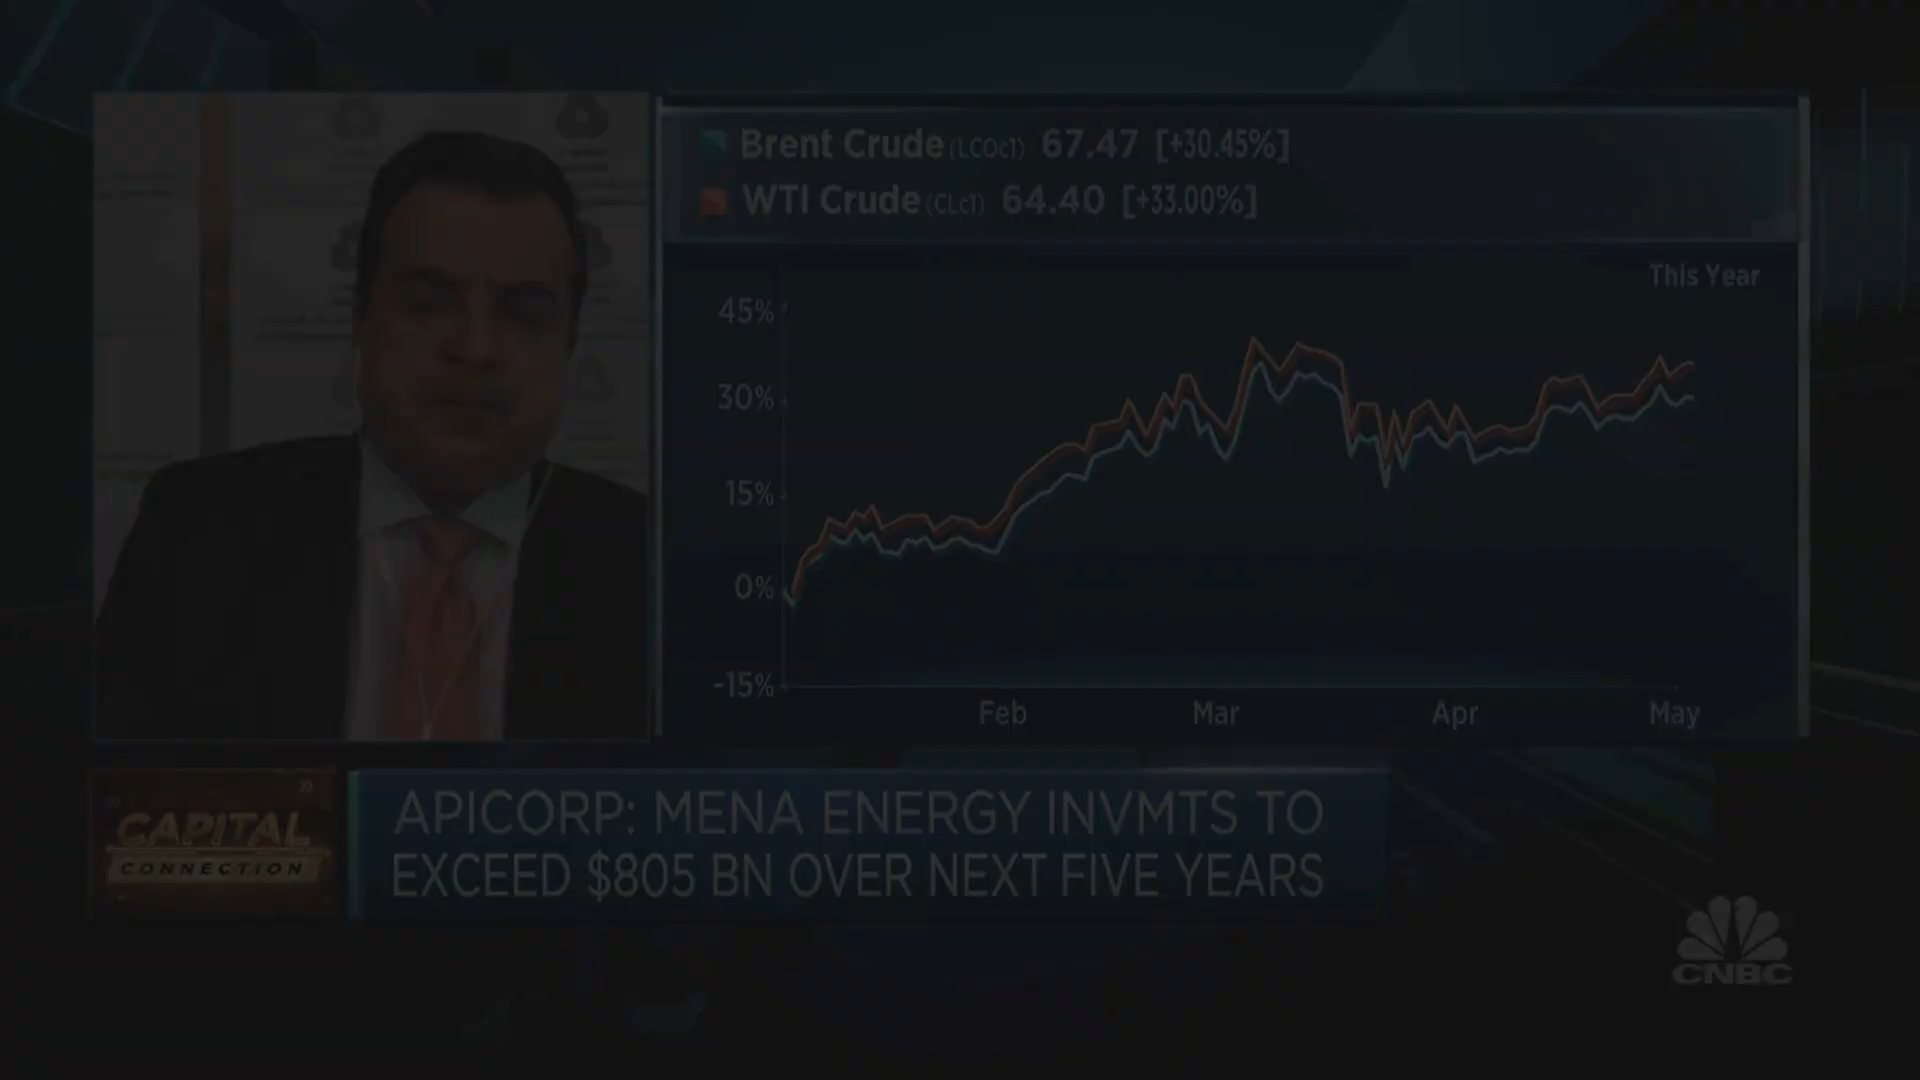 Brent Crude (LCOc1) 67.47 [+30.45%]
WTI Crude (CLc1) 64.40 [+33.00%]
This Year
45%
30%
15%
0%
-15%
Feb Mar Apr May
CAPITAL
CONNECTION
APICORP: MENA ENERGY INVMTS TO
EXCEED $805 BN OVER NEXT FIVE YEARS
CNBC